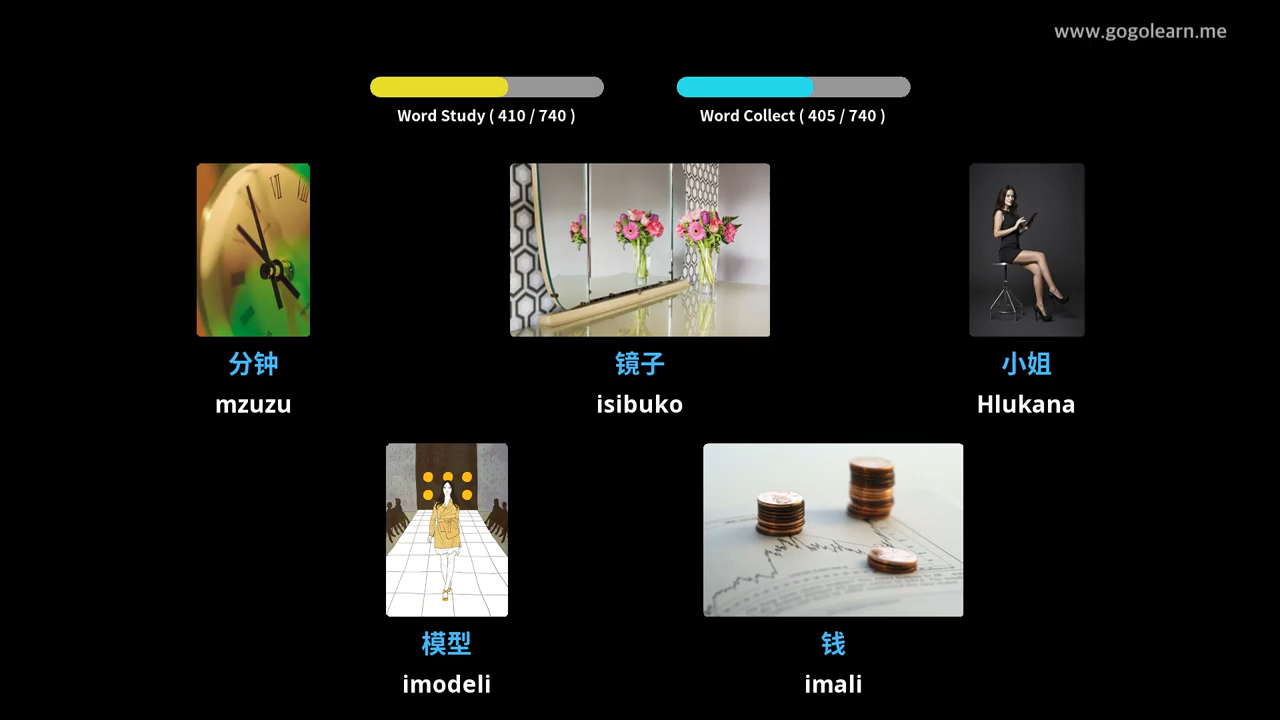 www.gogolearn.me
Word Study ( 410 / 740 )
Word Collect ( 405 / 740 )
分钟
mzuzu
镜子
isibuko
小姐
Hlukana
模型
imodeli
钱
imali